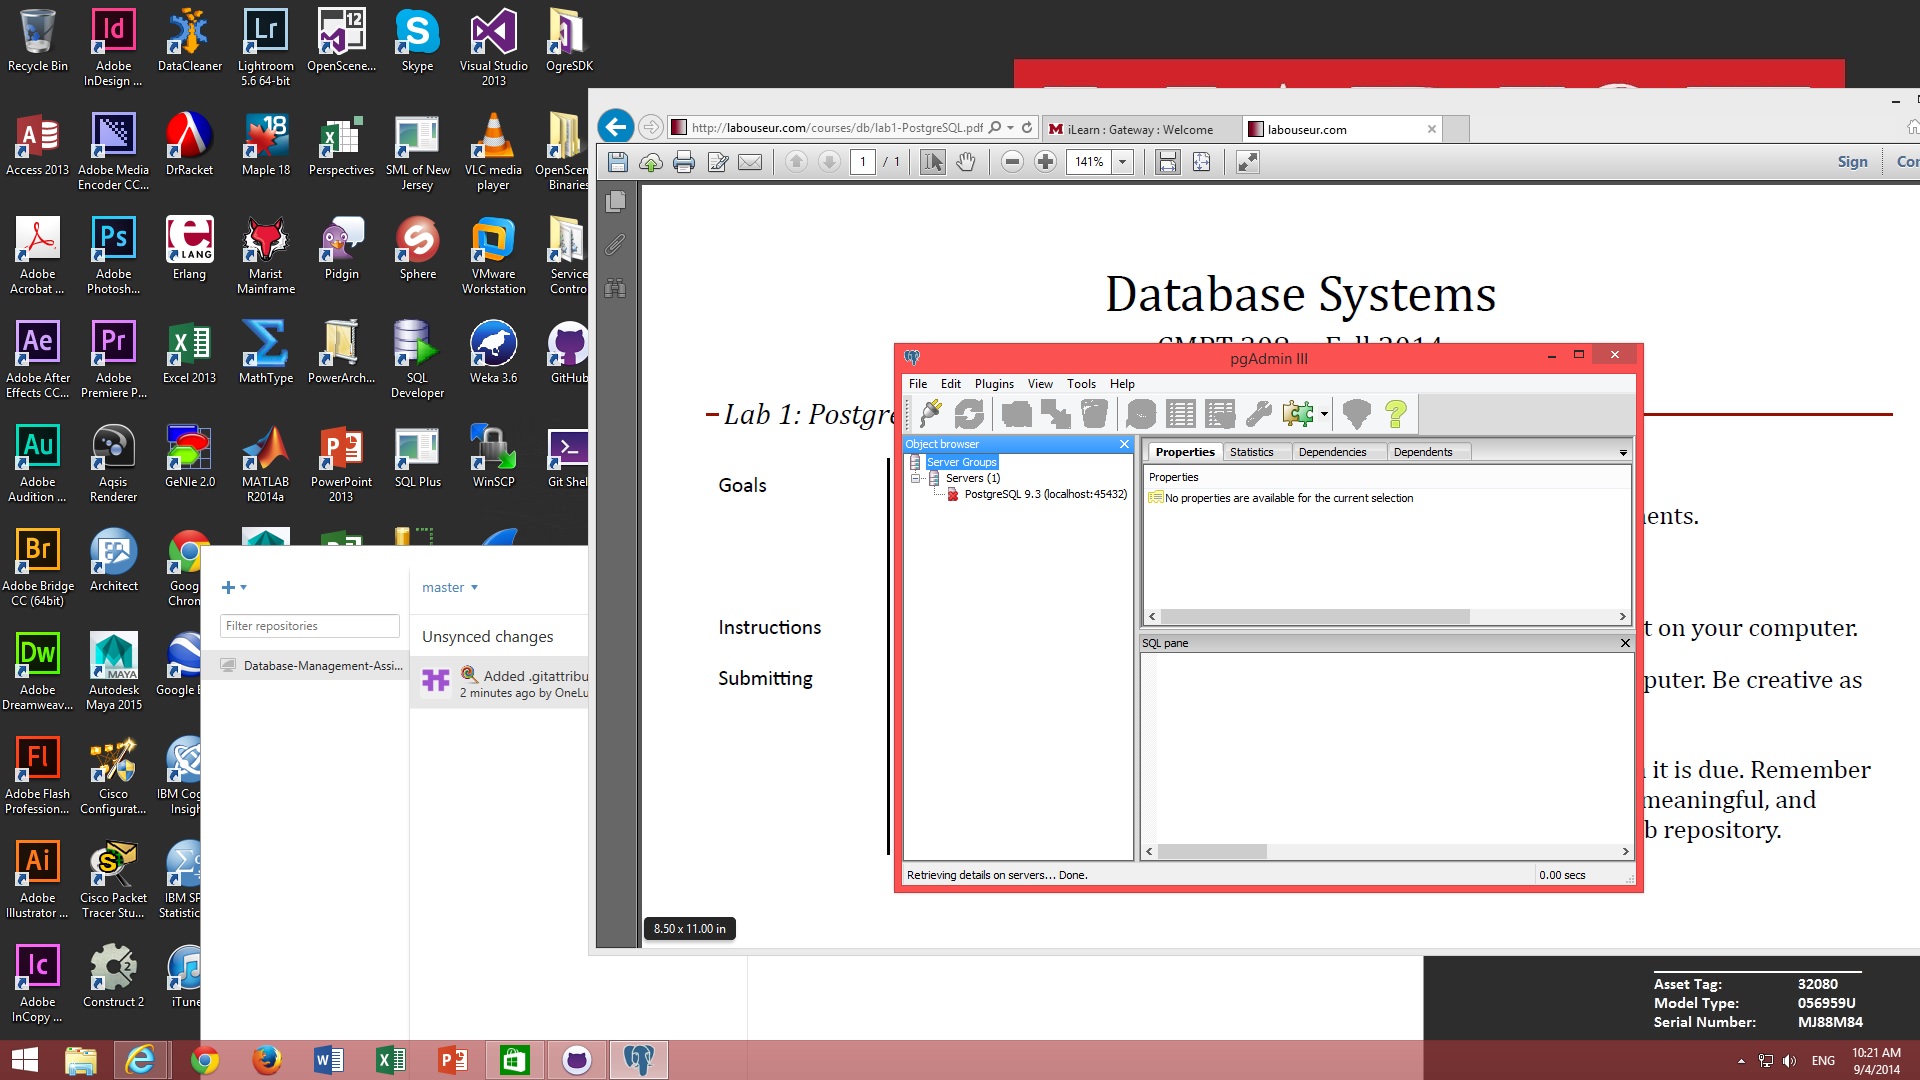 Recycle Bin
Adobe
InDesign ...
DataCleaner
Lightroom
5.6 64-bit
OpenScene...
Skype
Visual Studio
2013
OgreSDK
Access 2013
Adobe Media
Encoder CC...
DrRacket
Maple 18
Perspectives
SML of New
Jersey
VLC media
player
OpenScen
Binaries
Adobe
Acrobat ...
Adobe
Photosh...
Erlang
Marist
Mainframe
Pidgin
Sphere
VMware
Workstation
Service
Contro
Adobe After
Effects CC...
Adobe
Premiere P...
Excel 2013
MathType
PowerArch...
SQL
Developer
Weka 3.6
GitHub
Adobe
Audition ...
Aqsis
Renderer
GeNIe 2.0
MATLAB
R2014a
PowerPoint
2013
SQL Plus
WinSCP
Git Shel
Adobe Bridge
CC (64bit)
Architect
Goog
Chron
Adobe
Dreamweav...
Autodesk
Maya 2015
Google E
Adobe Flash
Profession...
Cisco
Configurat...
IBM Cog
Insigh
Adobe
Illustrator ...
Cisco Packet
Tracer Stu...
IBM SP
Statistic
Adobe
InCopy ...
Construct 2
iTune
master
Filter repositories
Unsynced changes
Database-Management-Assi...
Added .gitattribu
2 minutes ago by OneLu
http://labouseur.com/courses/db/lab1-PostgreSQL.pdf
iLearn : Gateway : Welcome
labouseur.com
1 / 1
141%
Sign
Con
Database Systems
Lab 1: Postgre
Goals
ents.
Instructions
t on your computer.
Submitting
puter. Be creative as
it is due. Remember
meaningful, and
b repository.
8.50 x 11.00 in
pgAdmin III
File Edit Plugins View Tools Help
Object browser
Server Groups
Servers (1)
PostgreSQL 9.3 (localhost:45432)
Properties Statistics Dependencies Dependents
Properties
No properties are available for the current selection
SQL pane
Retrieving details on servers... Done.
0.00 secs
Asset Tag: 32080
Model Type: 056959U
Serial Number: MJ88M84
ENG
10:21 AM
9/4/2014